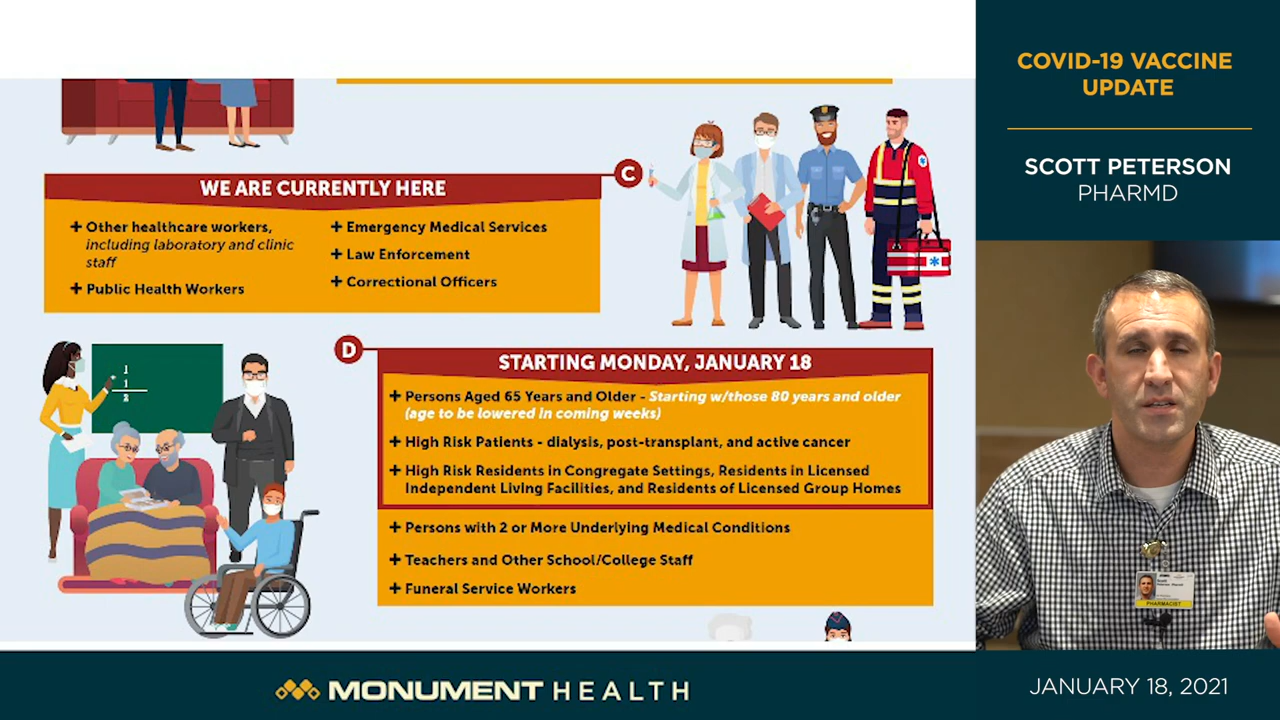 COVID-19 VACCINE
UPDATE
SCOTT PETERSON
PHARMD
C
WE ARE CURRENTLY HERE
+ Other healthcare workers,
including laboratory and clinic
staff
+ Public Health Workers
+ Emergency Medical Services
+ Law Enforcement
+ Correctional Officers
1
1
2
D
STARTING MONDAY, JANUARY 18
+ Persons Aged 65 Years and Older - Starting w/those 80 years and older
(age to be lowered in coming weeks)
+ High Risk Patients - dialysis, post-transplant, and active cancer
+ High Risk Residents in Congregate Settings, Residents in Licensed
Independent Living Facilities, and Residents of Licensed Group Homes
+ Persons with 2 or More Underlying Medical Conditions
+ Teachers and Other School/College Staff
+ Funeral Service Workers
PHARMACIST
MONUMENT HEALTH
JANUARY 18, 2021